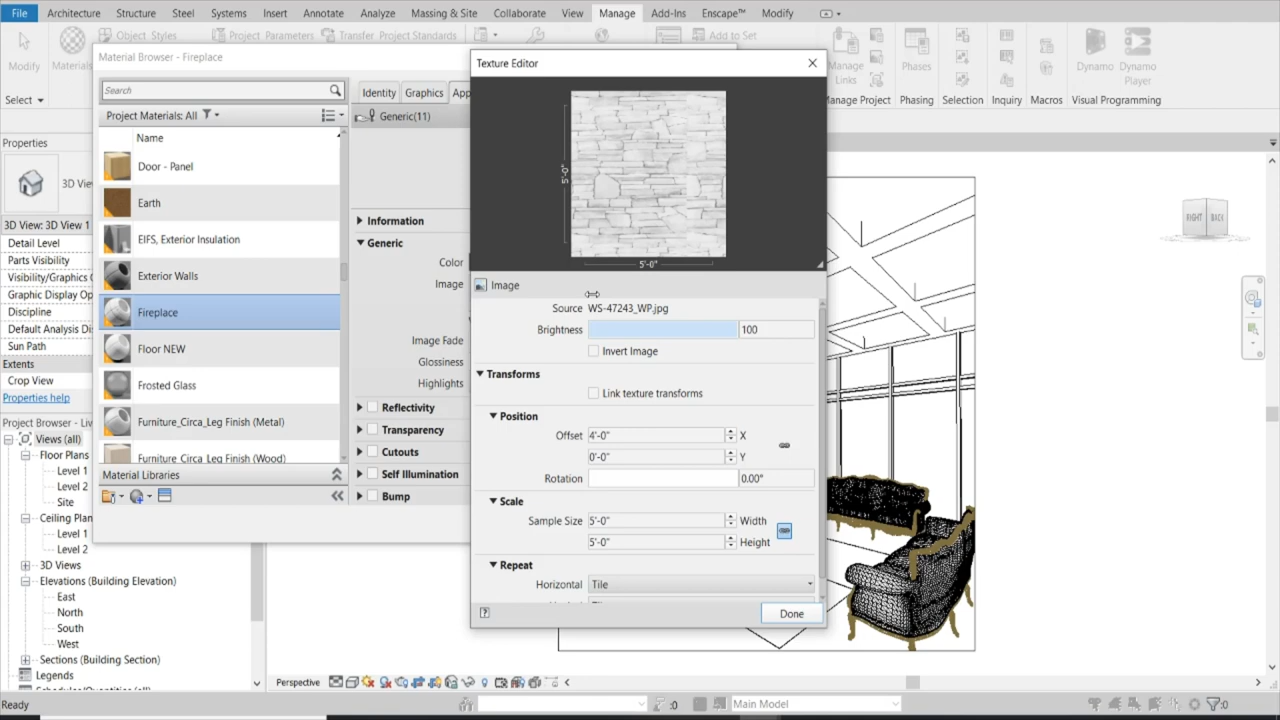 File Architecture Structure Steel Systems Insert Annotate Analyze Massing & Site Collaborate View Manage Add-Ins Enscape™ Modify
Object Styles Project Parameters Transfer Project Standards Add to Set
Modify Materials Manage Links Phases Dynamo Dynamo Player
Select Manage Project Phasing Selection Inquiry Macros Visual Programming
Material Browser - Fireplace
Search
Project Materials: All
Name
Door - Panel
Earth
EIFS, Exterior Insulation
Exterior Walls
Fireplace
Floor NEW
Frosted Glass
Furniture_Circa_Leg Finish (Metal)
Furniture_Circa_Leg Finish (Wood)
Material Libraries
Identity Graphics App
Generic(11)
Information
Generic
Color
Image
Image Fade
Glossiness
Highlights
Reflectivity
Transparency
Cutouts
Self Illumination
Bump
Texture Editor
5'-0"
5'-0"
Image
Source WS-47243_WP.jpg
Brightness 100
Invert Image
Transforms
Link texture transforms
Position
Offset 4'-0" X
0'-0" Y
Rotation 0.00°
Scale
Sample Size 5'-0" Width
5'-0" Height
Repeat
Horizontal Tile
Done
RIGHT BACK
Properties
3D Vie
3D View: 3D View 1
Detail Level
Parts Visibility
Visibility/Graphics
Graphic Display Op
Discipline
Default Analysis Di
Sun Path
Extents
Crop View
Properties help
Project Browser - Liv
Views (all)
Floor Plans
Level 1
Level 2
Site
Ceiling Plan
Level 1
Level 2
3D Views
Elevations (Building Elevation)
East
North
South
West
Sections (Building Section)
Legends
Perspective
Ready :0 Main Model :0